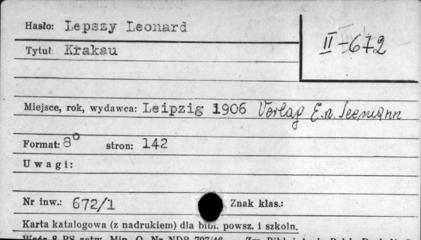 Hasło: Lepszy Leonard
II-672
Tytuł Krakau
Miejsce, rok, wydawca: Leipzig 1906 Verlag E.A. Seemann
Format: 8° stron: 142
Uwagi:
Nr inw.: 672/1 Znak klas.:
Karta katalogowa (z nadrukiem) dla bibl. powsz. i szkoln.